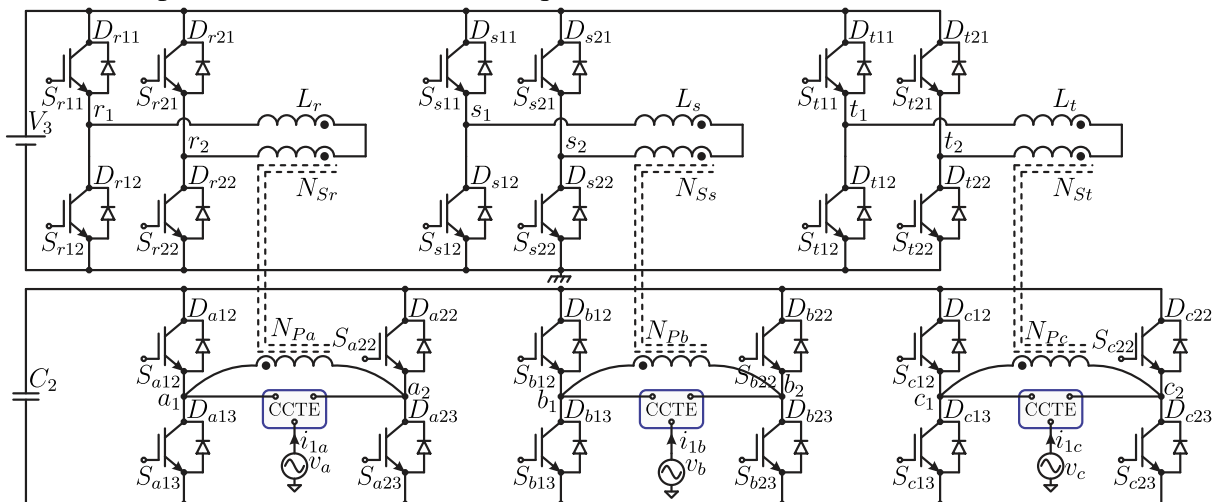 D_{r11} D_{r21} D_{s11} D_{s21} D_{t11} D_{t21}
S_{r11} S_{r21} S_{s11} S_{s21} S_{t11} S_{t21}
V_3 r_1 L_r s_1 L_s t_1 L_t
r_2 s_2 t_2
D_{r12} D_{r22} N_{Sr} D_{s12} D_{s22} N_{Ss} D_{t12} D_{t22} N_{St}
S_{r12} S_{r22} S_{s12} S_{s22} S_{t12} S_{t22}
D_{a12} D_{a22} D_{b12} D_{b22} D_{c12} D_{c22}
N_{Pa} S_{a22} N_{Pb} N_{Pc} S_{c22}
C_2 S_{a12} S_{b12} S_{b22} S_{c12}
a_1 a_2 b_1 b_2 c_1 c_2
D_{a13} CCTE D_{a23} D_{b13} CCTE D_{b23} D_{c13} CCTE D_{c23}
i_{1a} i_{1b} i_{1c}
S_{a13} v_a S_{a23} S_{b13} v_b S_{b23} S_{c13} v_c S_{c23}